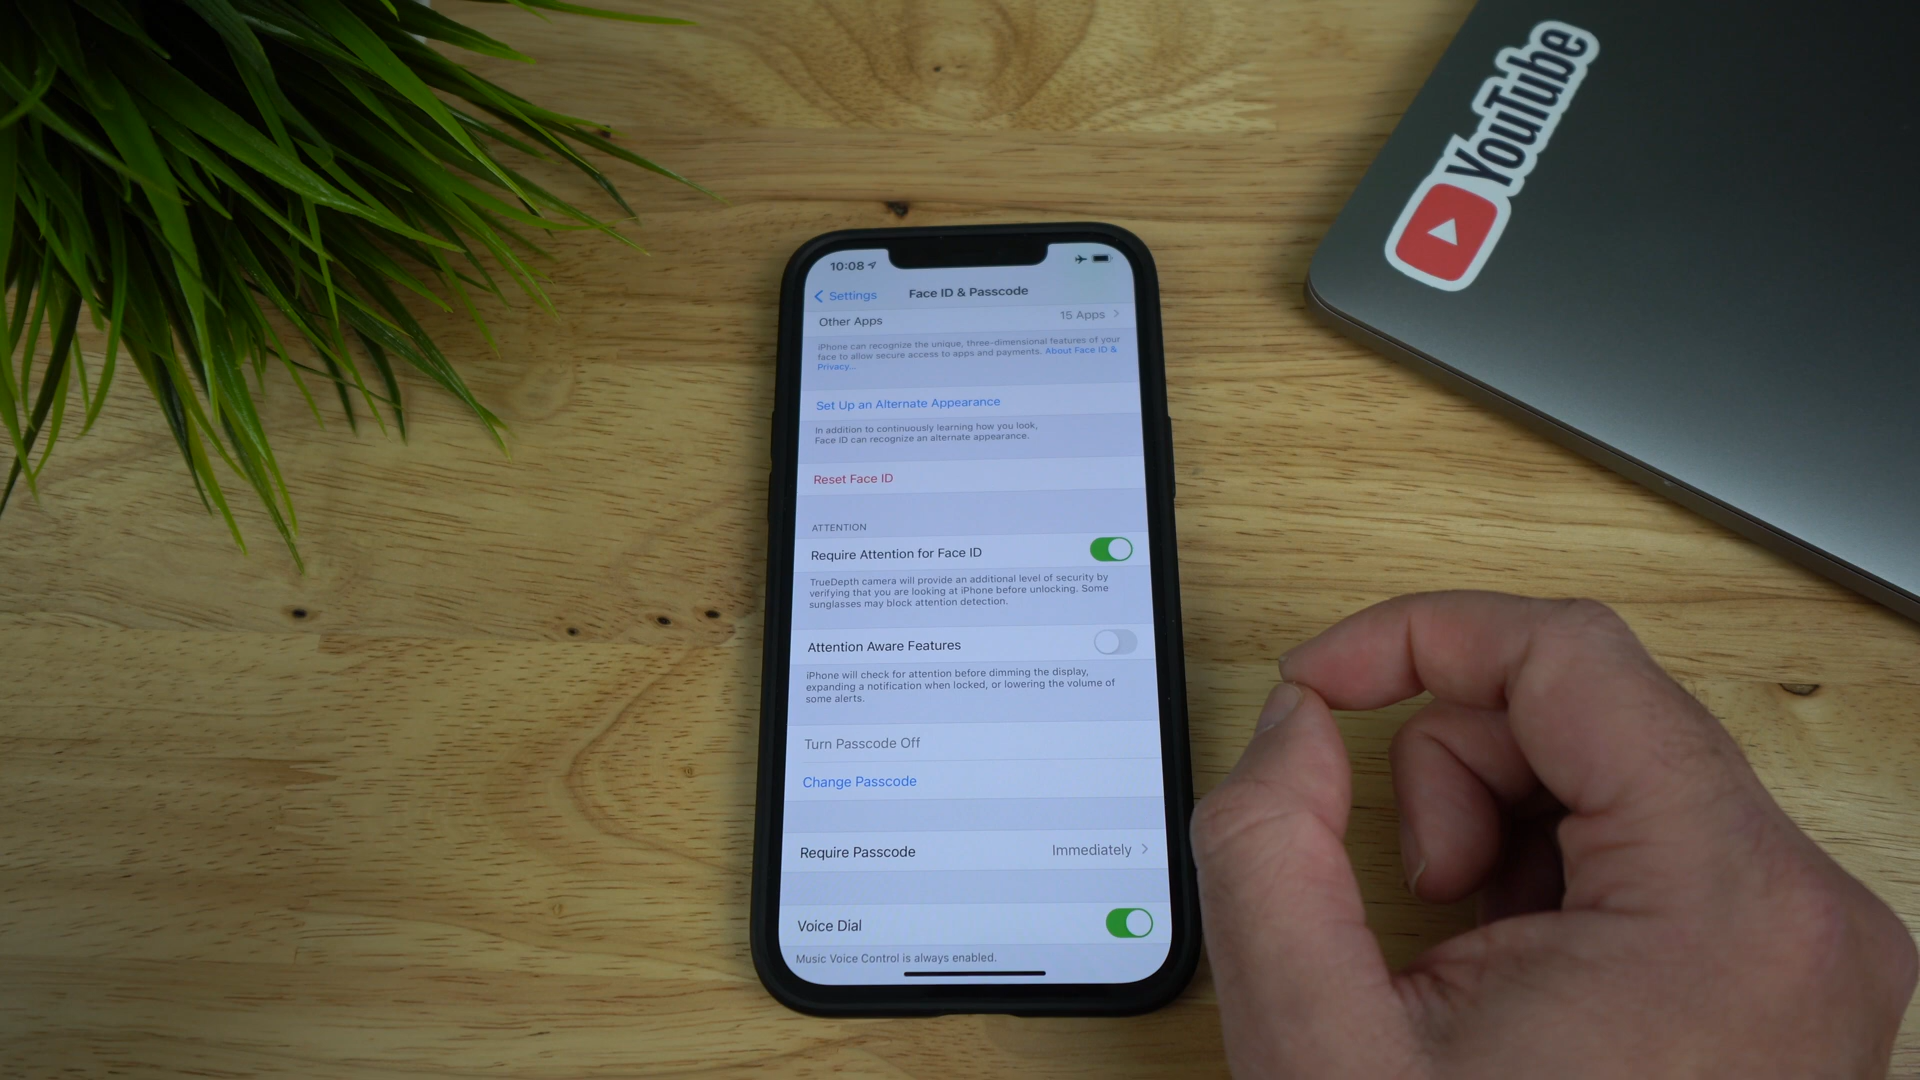 YouTube
10:08
Settings
Face ID & Passcode
Other Apps
15 Apps
iPhone can recognize the unique, three-dimensional features of your
face to allow secure access to apps and payments. About Face ID &
Privacy...
Set Up an Alternate Appearance
In addition to continuously learning how you look,
Face ID can recognize an alternate appearance.
Reset Face ID
ATTENTION
Require Attention for Face ID
TrueDepth camera will provide an additional level of security by
verifying that you are looking at iPhone before unlocking. Some
sunglasses may block attention detection.
Attention Aware Features
iPhone will check for attention before dimming the display,
expanding a notification when locked, or lowering the volume of
some alerts.
Turn Passcode Off
Change Passcode
Require Passcode
Immediately
Voice Dial
Music Voice Control is always enabled.